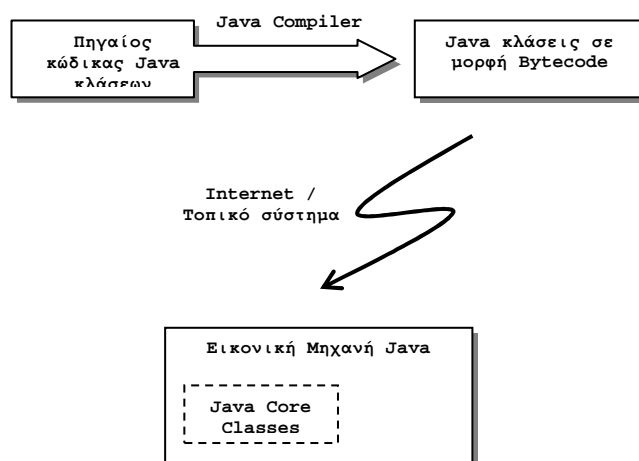 Java Compiler
Πηγαίος
κώδικας Java
κλάσεων
Java κλάσεις σε
μορφή Bytecode
Internet /
Τοπικό σύστημα
Εικονική Μηχανή Java
Java Core
Classes